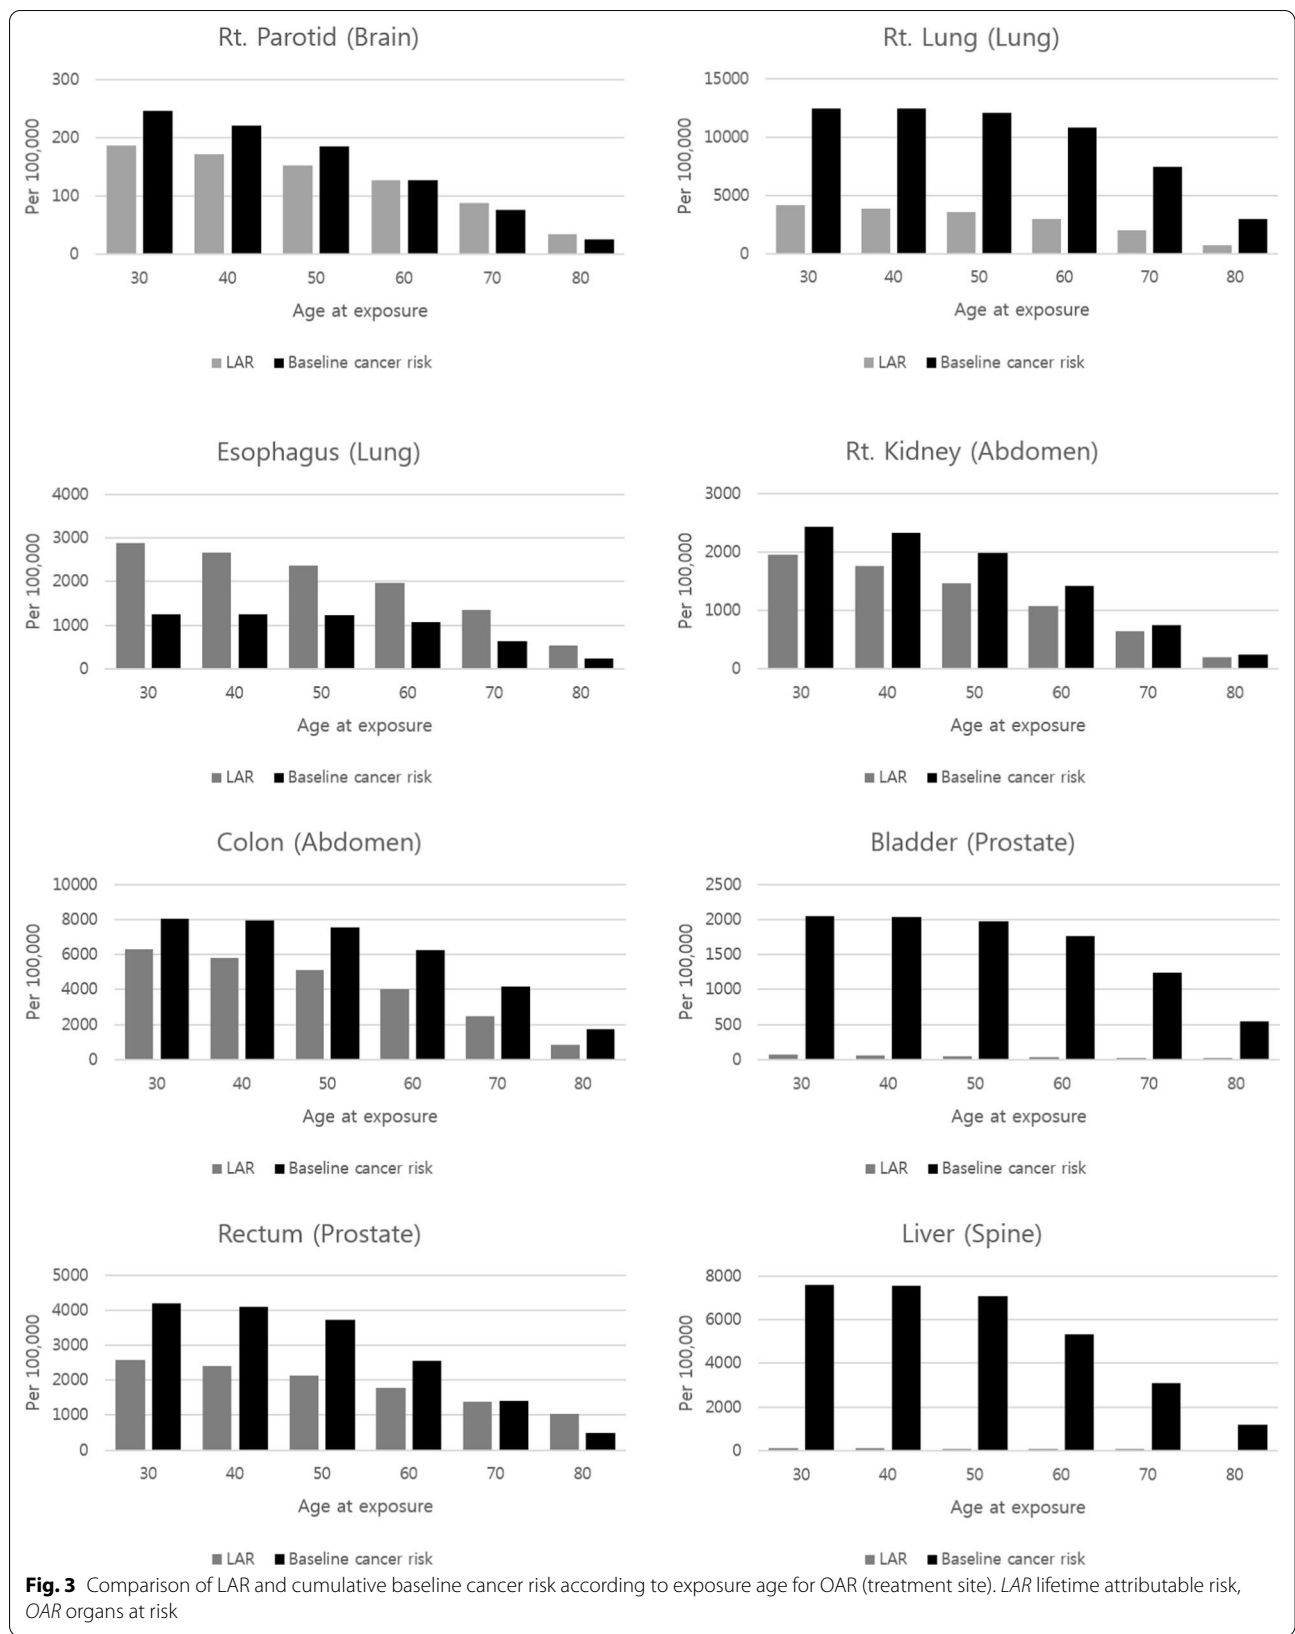 Rt. Parotid (Brain)
300
200
100
0
Per 100,000
30 40 50 60 70 80
Age at exposure
LAR Baseline cancer risk
Rt. Lung (Lung)
15000
10000
5000
0
Per 100,000
30 40 50 60 70 80
Age at exposure
LAR Baseline cancer risk
Esophagus (Lung)
4000
3000
2000
1000
0
Per 100,000
30 40 50 60 70 80
Age at exposure
LAR Baseline cancer risk
Rt. Kidney (Abdomen)
3000
2000
1000
0
Per 100,000
30 40 50 60 70 80
Age at exposure
LAR Baseline cancer risk
Colon (Abdomen)
10000
8000
6000
4000
2000
0
Per 100,000
30 40 50 60 70 80
Age at exposure
LAR Baseline cancer risk
Bladder (Prostate)
2500
2000
1500
1000
500
0
Per 100,000
30 40 50 60 70 80
Age at exposure
LAR Baseline cancer risk
Rectum (Prostate)
5000
4000
3000
2000
1000
0
Per 100,000
30 40 50 60 70 80
Age at exposure
LAR Baseline cancer risk
Liver (Spine)
8000
6000
4000
2000
0
Per 100,000
30 40 50 60 70 80
Age at exposure
LAR Baseline cancer risk
Fig. 3 Comparison of LAR and cumulative baseline cancer risk according to exposure age for OAR (treatment site). LAR lifetime attributable risk,
OAR organs at risk